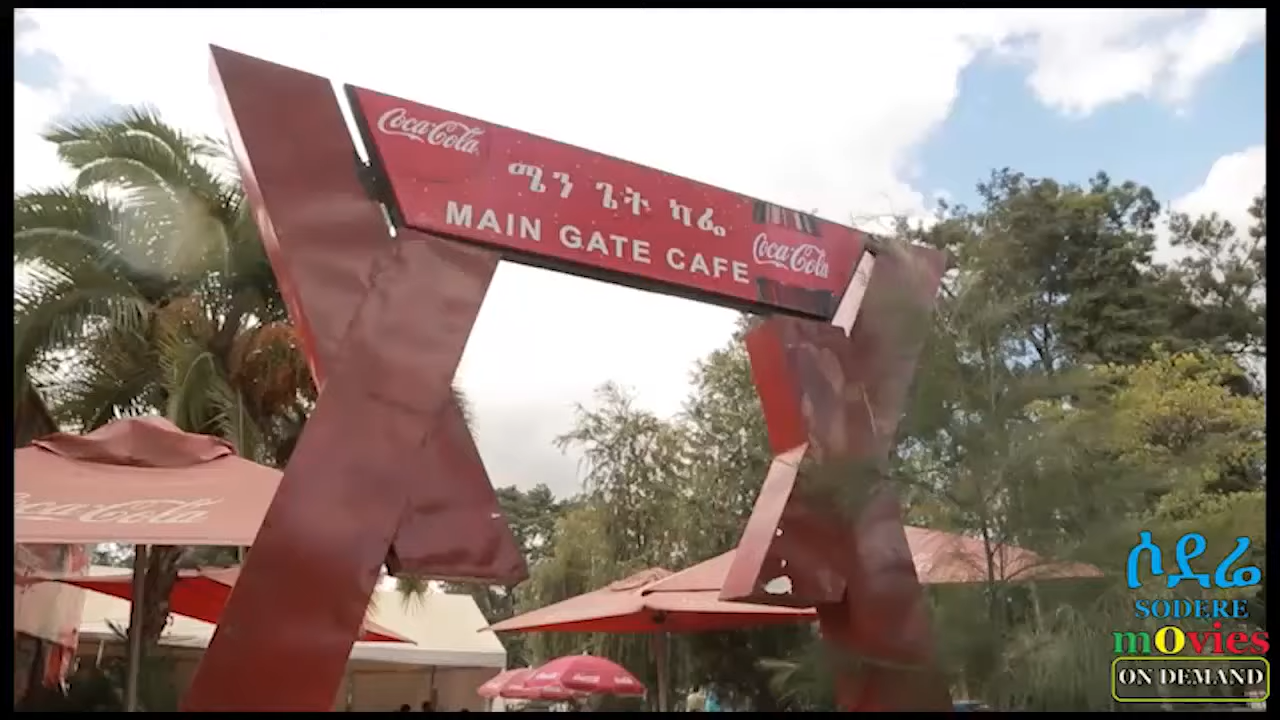 Coca-Cola
ሜን ጌት ካፌ
MAIN GATE CAFE
Coca-Cola
Coca-Cola
ሶደሬ
SODERE
mOvies
ON DEMAND